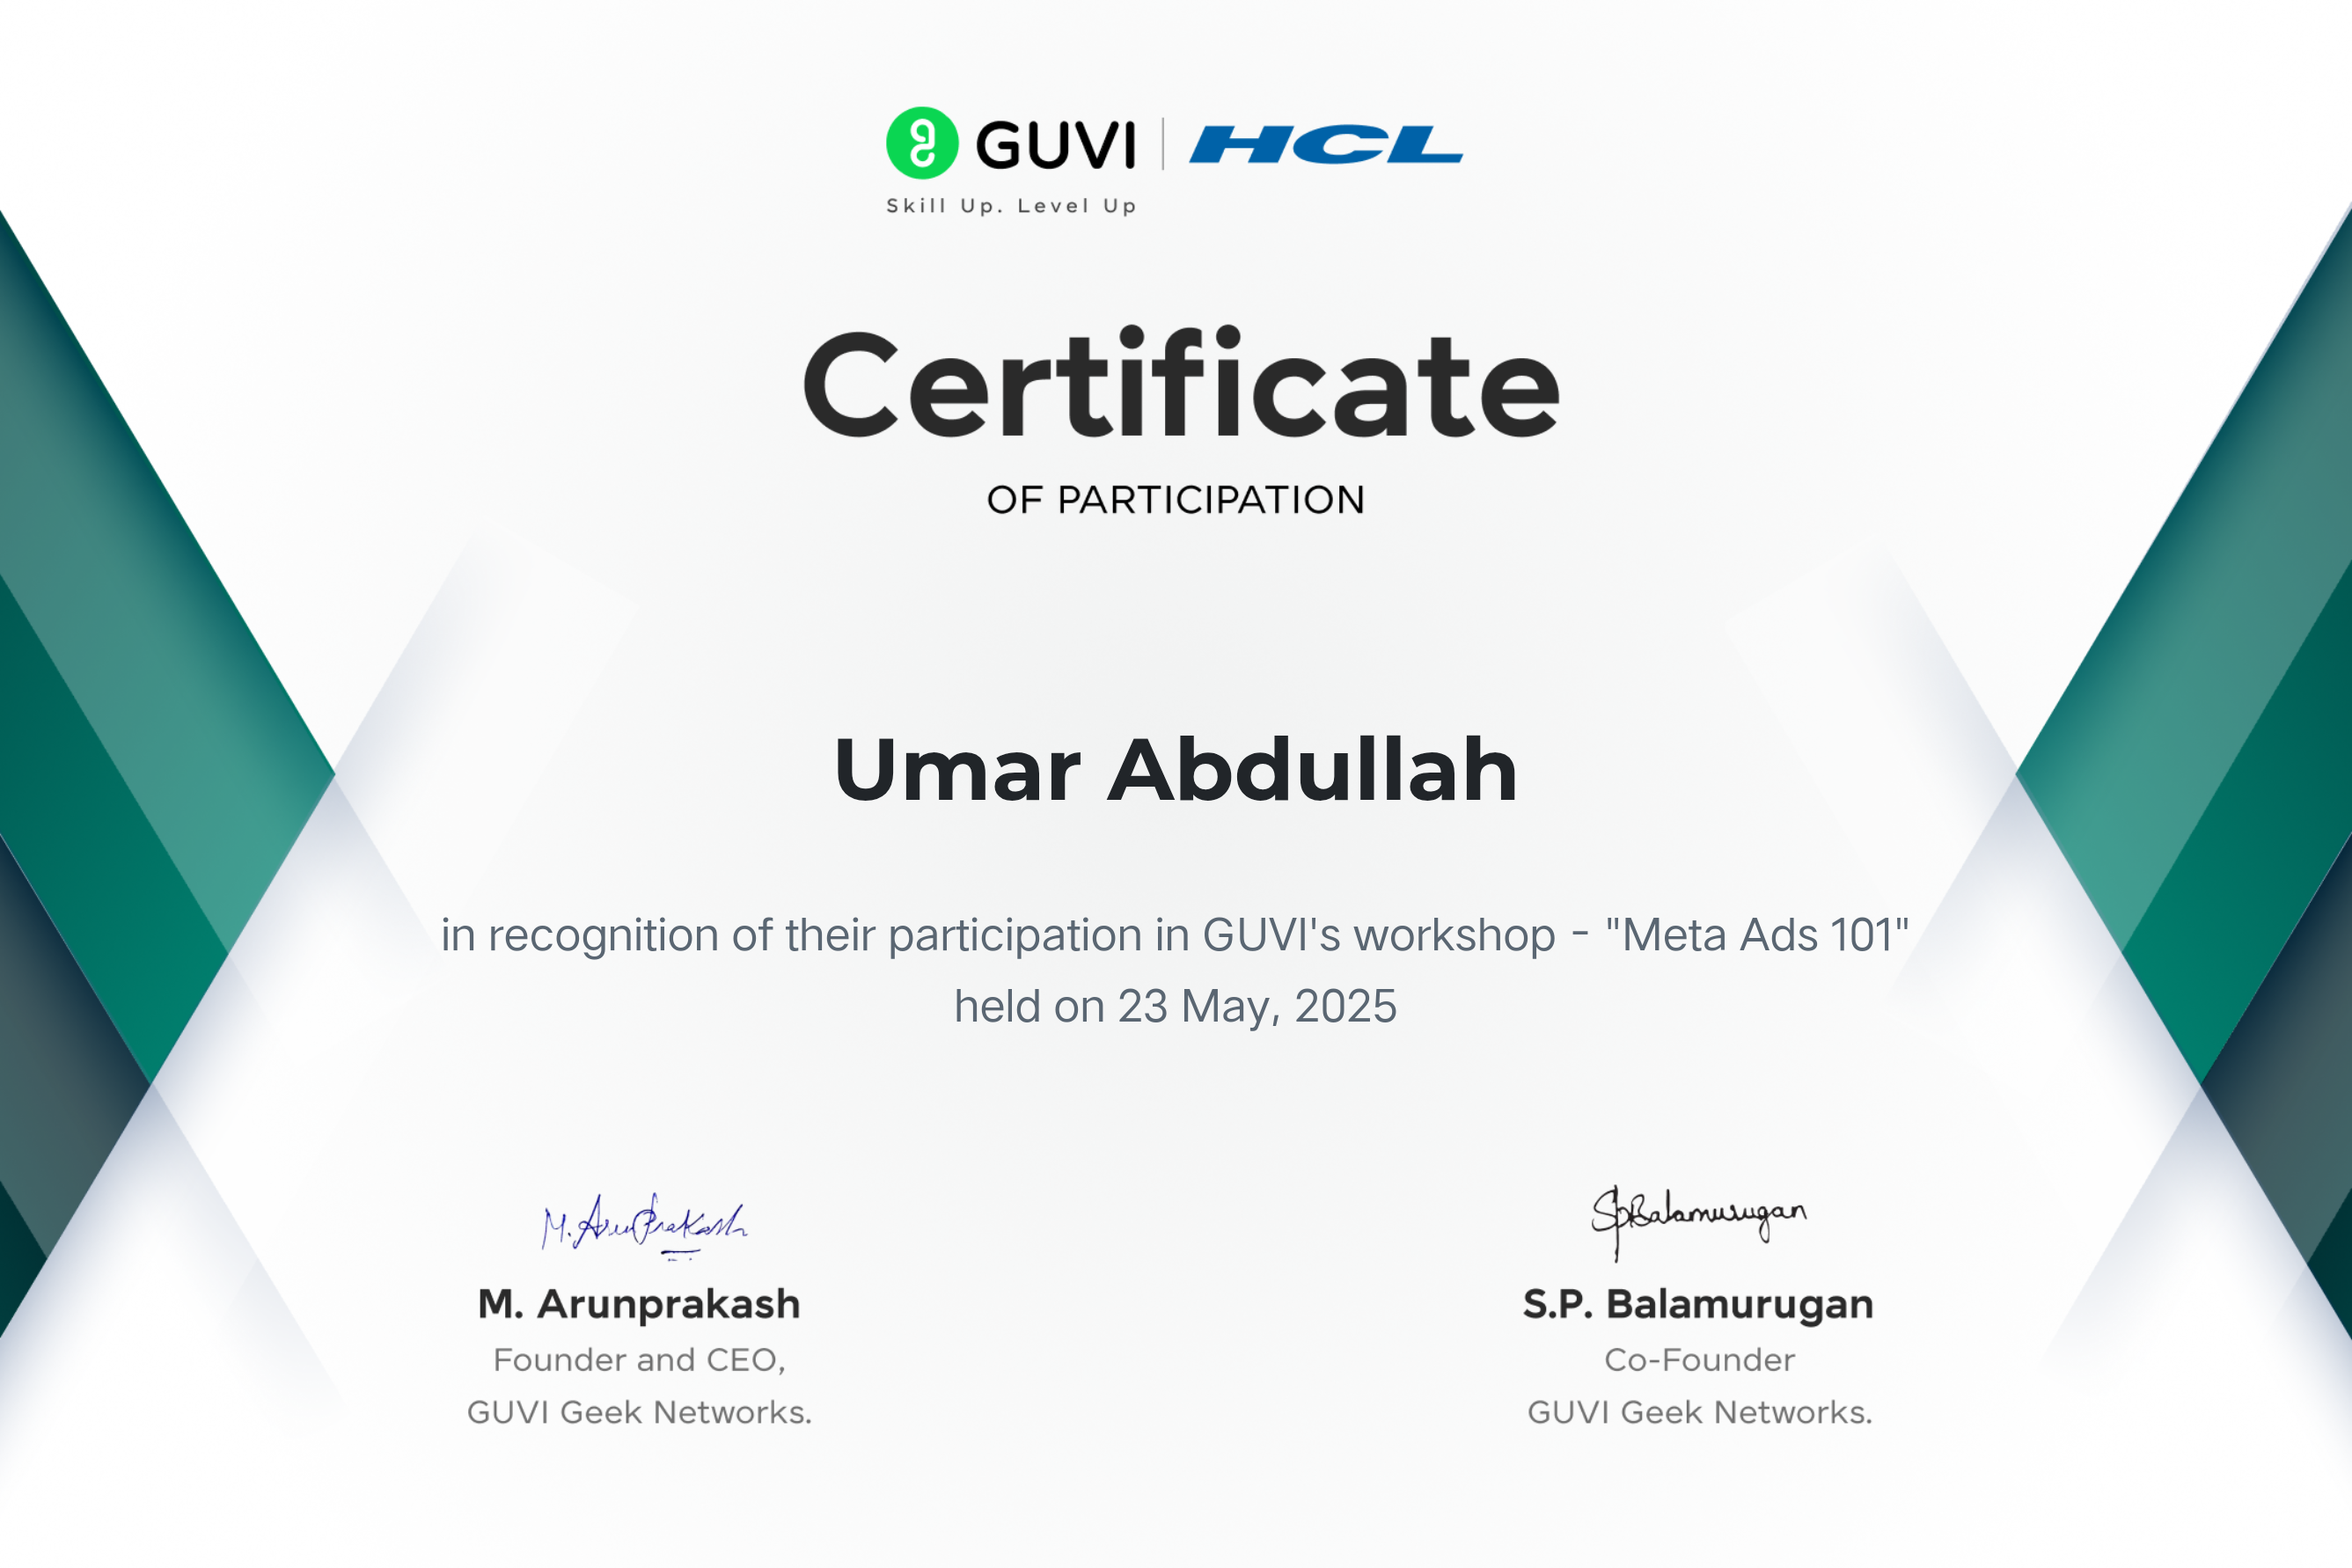 GUVI | HCL
Skill Up. Level Up
Certificate
OF PARTICIPATION
Umar Abdullah
in recognition of their participation in GUVI's workshop - "Meta Ads 101"
held on 23 May, 2025
M. Arunprakash
SpBalamurugan
M. Arunprakash
S.P. Balamurugan
Founder and CEO,
Co-Founder
GUVI Geek Networks.
GUVI Geek Networks.